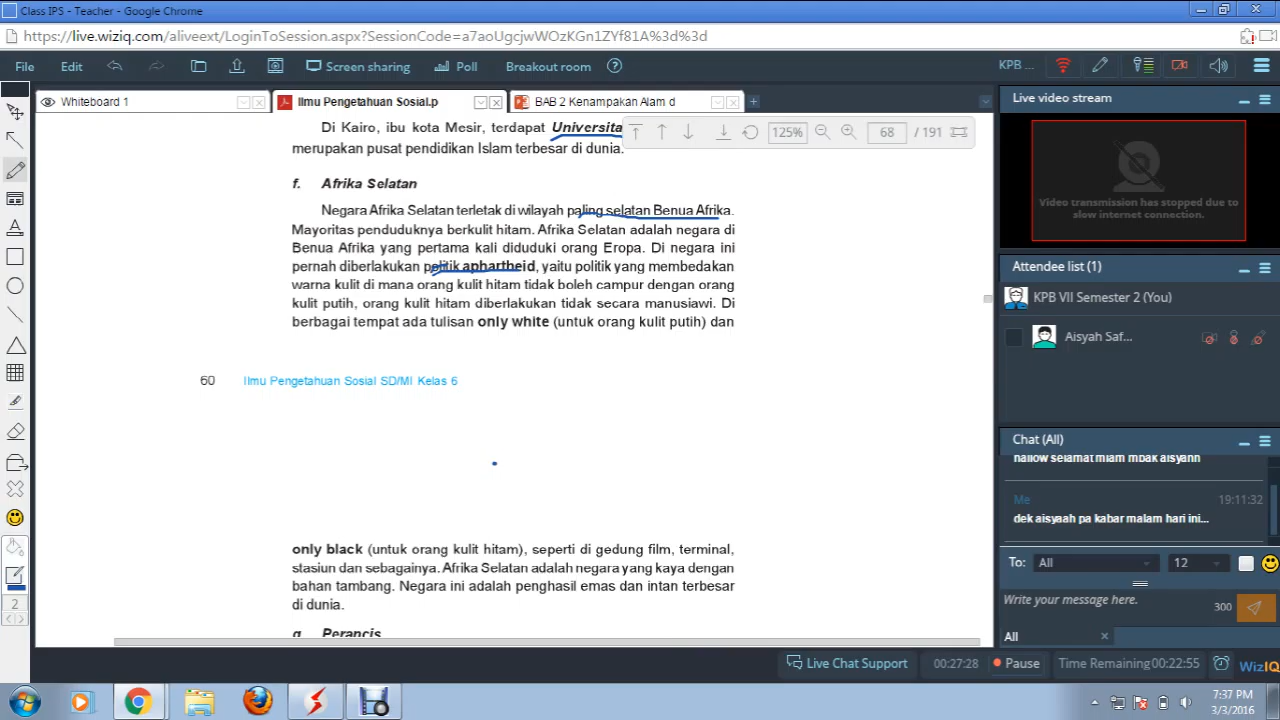 Class IPS - Teacher - Google Chrome
https://live.wiziq.com/aliveext/LoginToSession.aspx?SessionCode=a7aoUgcjwWOzKGn1ZYf81A%3d%3d
File Edit Screen sharing Poll Breakout room KPB ...
Whiteboard 1 Ilmu Pengetahuan Sosial.p BAB 2 Kenampakan Alam d
125% 68 / 191
Di Kairo, ibu kota Mesir, terdapat Universita
merupakan pusat pendidikan Islam terbesar di dunia.
f. Afrika Selatan
Negara Afrika Selatan terletak di wilayah paling selatan Benua Afrika.
Mayoritas penduduknya berkulit hitam. Afrika Selatan adalah negara di
Benua Afrika yang pertama kali diduduki orang Eropa. Di negara ini
pernah diberlakukan politik aphartheid, yaitu politik yang membedakan
warna kulit di mana orang kulit hitam tidak boleh campur dengan orang
kulit putih, orang kulit hitam diberlakukan tidak secara manusiawi. Di
berbagai tempat ada tulisan only white (untuk orang kulit putih) dan
60 Ilmu Pengetahuan Sosial SD/MI Kelas 6
only black (untuk orang kulit hitam), seperti di gedung film, terminal,
stasiun dan sebagainya. Afrika Selatan adalah negara yang kaya dengan
bahan tambang. Negara ini adalah penghasil emas dan intan terbesar
di dunia.
g. Perancis
2
Live video stream
Video transmission has stopped due to
slow internet connection.
Attendee list (1)
KPB VII Semester 2 (You)
Aisyah Saf...
Chat (All)
hallow selamat mlam mbak aisyahh
Me 19:11:32
dek aisyaah pa kabar malam hari ini...
To: All 12
Write your message here. 300
All
Live Chat Support 00:27:28 Pause Time Remaining 00:22:55 WizIQ
7:37 PM
3/3/2016